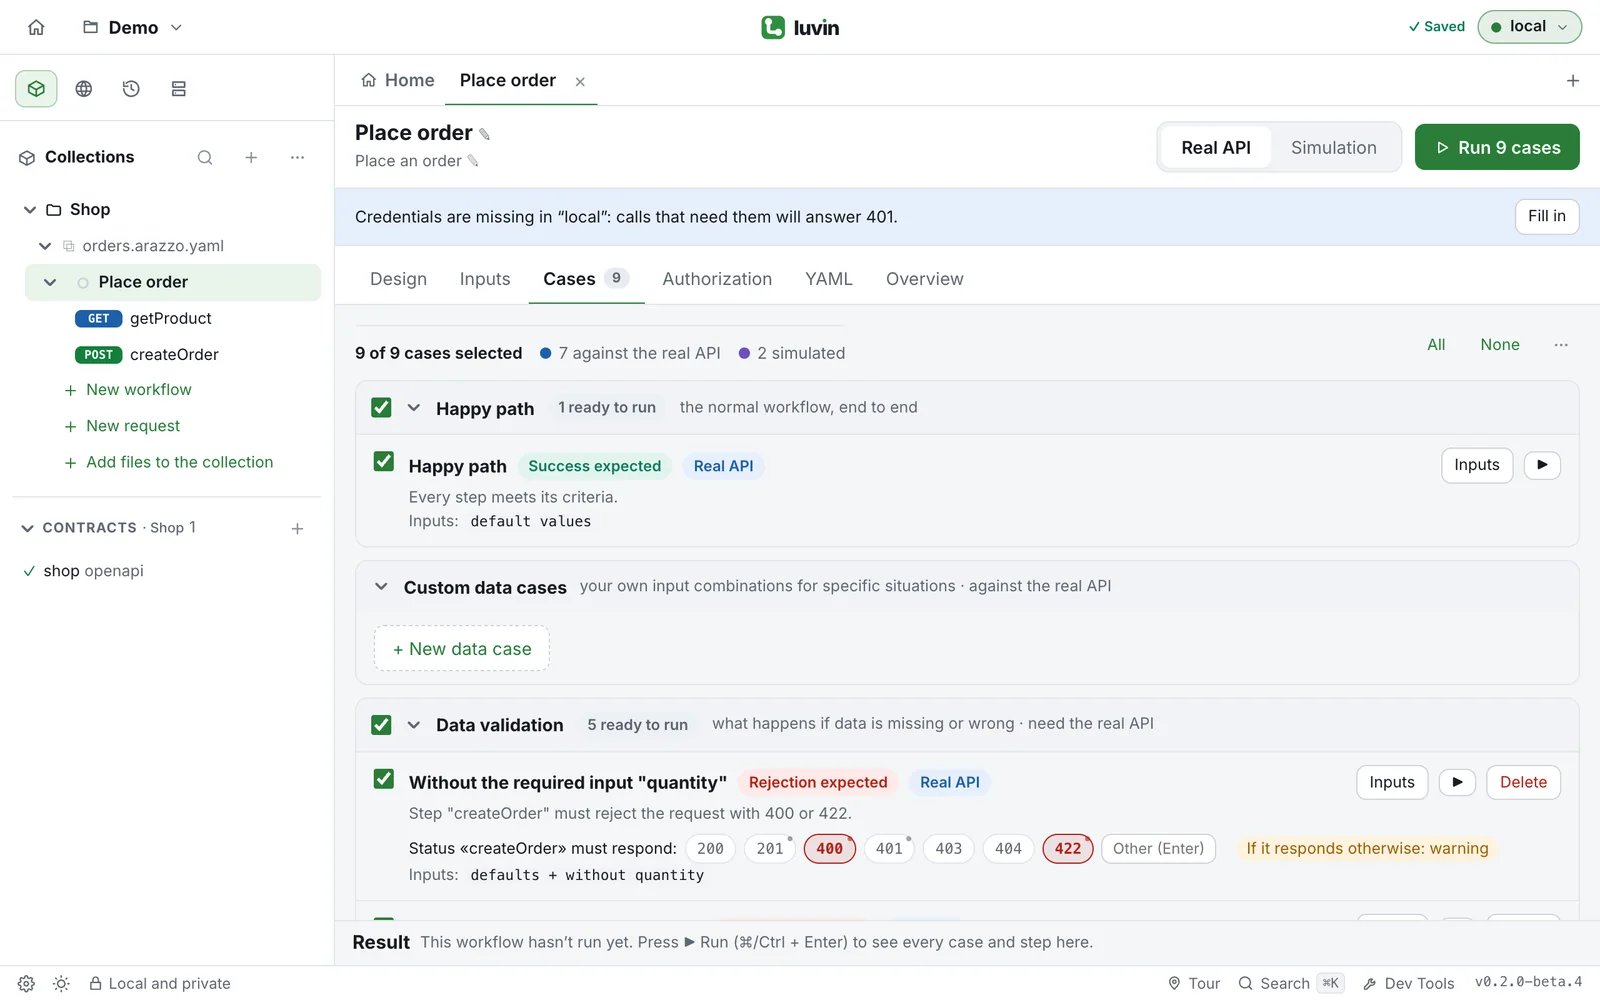 Demo
luvin
Saved
local
Home
Place order
Collections
Shop
orders.arazzo.yaml
Place order
GET getProduct
POST createOrder
+ New workflow
+ New request
+ Add files to the collection
CONTRACTS · Shop 1
shop openapi
Place order
Place an order
Real API
Simulation
Run 9 cases
Credentials are missing in “local”: calls that need them will answer 401.
Fill in
Design
Inputs
Cases 9
Authorization
YAML
Overview
9 of 9 cases selected
7 against the real API
2 simulated
All
None
Happy path 1 ready to run the normal workflow, end to end
Happy path Success expected Real API
Inputs
Every step meets its criteria.
Inputs: default values
Custom data cases your own input combinations for specific situations · against the real API
+ New data case
Data validation 5 ready to run what happens if data is missing or wrong · need the real API
Without the required input "quantity" Rejection expected Real API
Inputs
Delete
Step "createOrder" must reject the request with 400 or 422.
Status «createOrder» must respond: 200 201 400 401 403 404 422 Other (Enter) If it responds otherwise: warning
Inputs: defaults + without quantity
Result This workflow hasn’t run yet. Press ▶ Run (⌘/Ctrl + Enter) to see every case and step here.
Local and private
Tour
Search ⌘K
Dev Tools
v0.2.0-beta.4